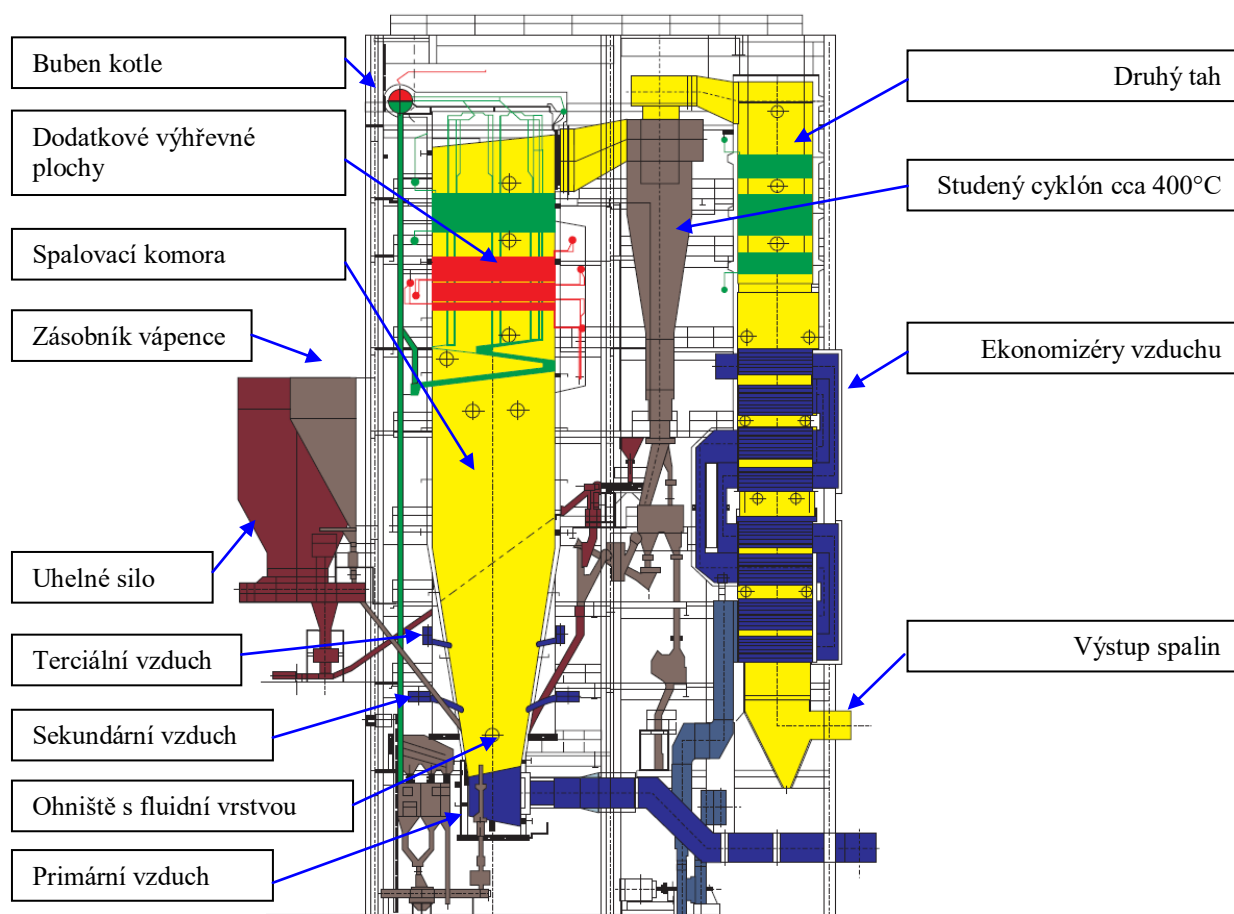 Buben kotle
Dodatkové výhřevné
plochy
Spalovací komora
Zásobník vápence
Uhelné silo
Terciální vzduch
Sekundární vzduch
Ohniště s fluidní vrstvou
Primární vzduch
Druhý tah
Studený cyklón cca 400°C
Ekonomizéry vzduchu
Výstup spalin